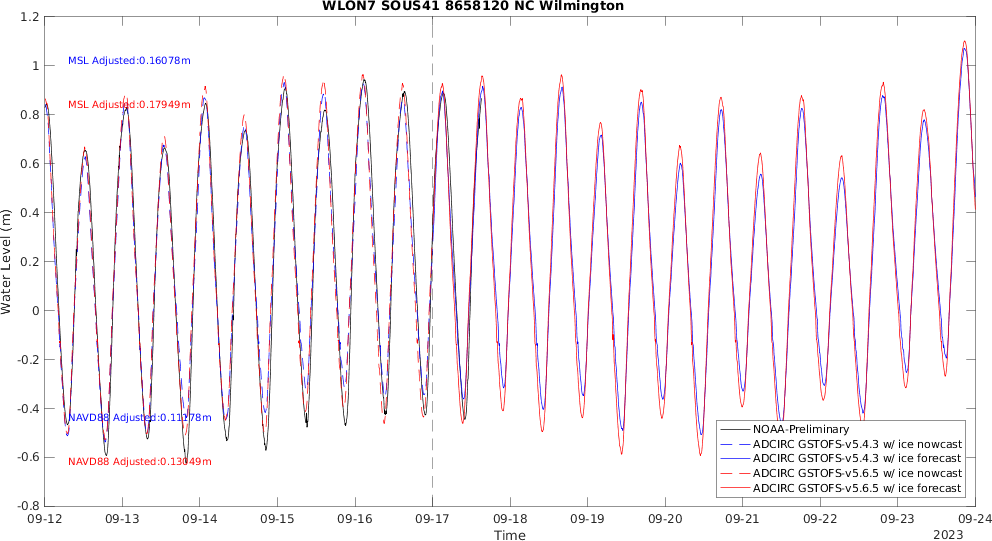 WLON7 SOUS41 8658120 NC Wilmington
1.2
1
0.8
0.6
0.4
0.2
0
-0.2
-0.4
-0.6
-0.8
Water Level (m)
MSL Adjusted:0.16078m
MSL Adjusted:0.17949m
NAVD88 Adjusted:0.11178m
NAVD88 Adjusted:0.13049m
NOAA-Preliminary
ADCIRC GSTOFS-v5.4.3 w/ ice nowcast
ADCIRC GSTOFS-v5.4.3 w/ ice forecast
ADCIRC GSTOFS-v5.6.5 w/ ice nowcast
ADCIRC GSTOFS-v5.6.5 w/ ice forecast
09-12 09-13 09-14 09-15 09-16 09-17 09-18 09-19 09-20 09-21 09-22 09-23 09-24
Time
2023